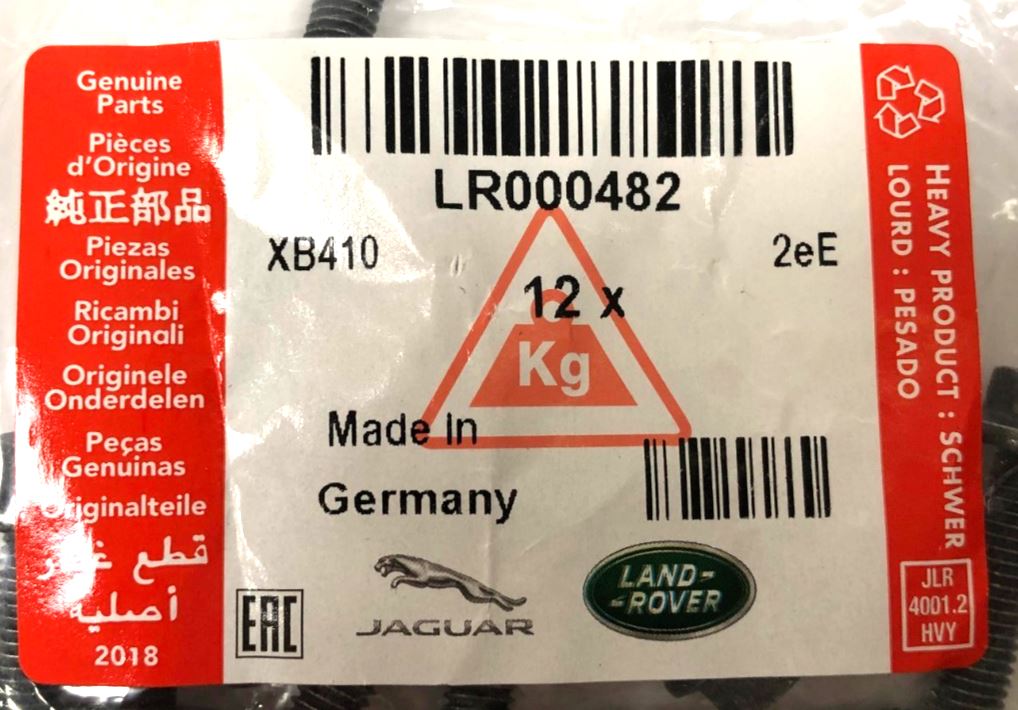 Genuine
Parts
Pièces
d'Origine
純正部品
Piezas
Originales
Ricambi
Originali
Originele
Onderdelen
Peças
Genuinas
Originalteile
قطع غيار
أصلية
2018
LR000482
XB410
2eE
12 x
Kg
Made In
Germany
EAC
JAGUAR
LAND-
-ROVER
HEAVY PRODUCT : SCHWER
LOURD : PESADO
JLR
4001.2
HVY